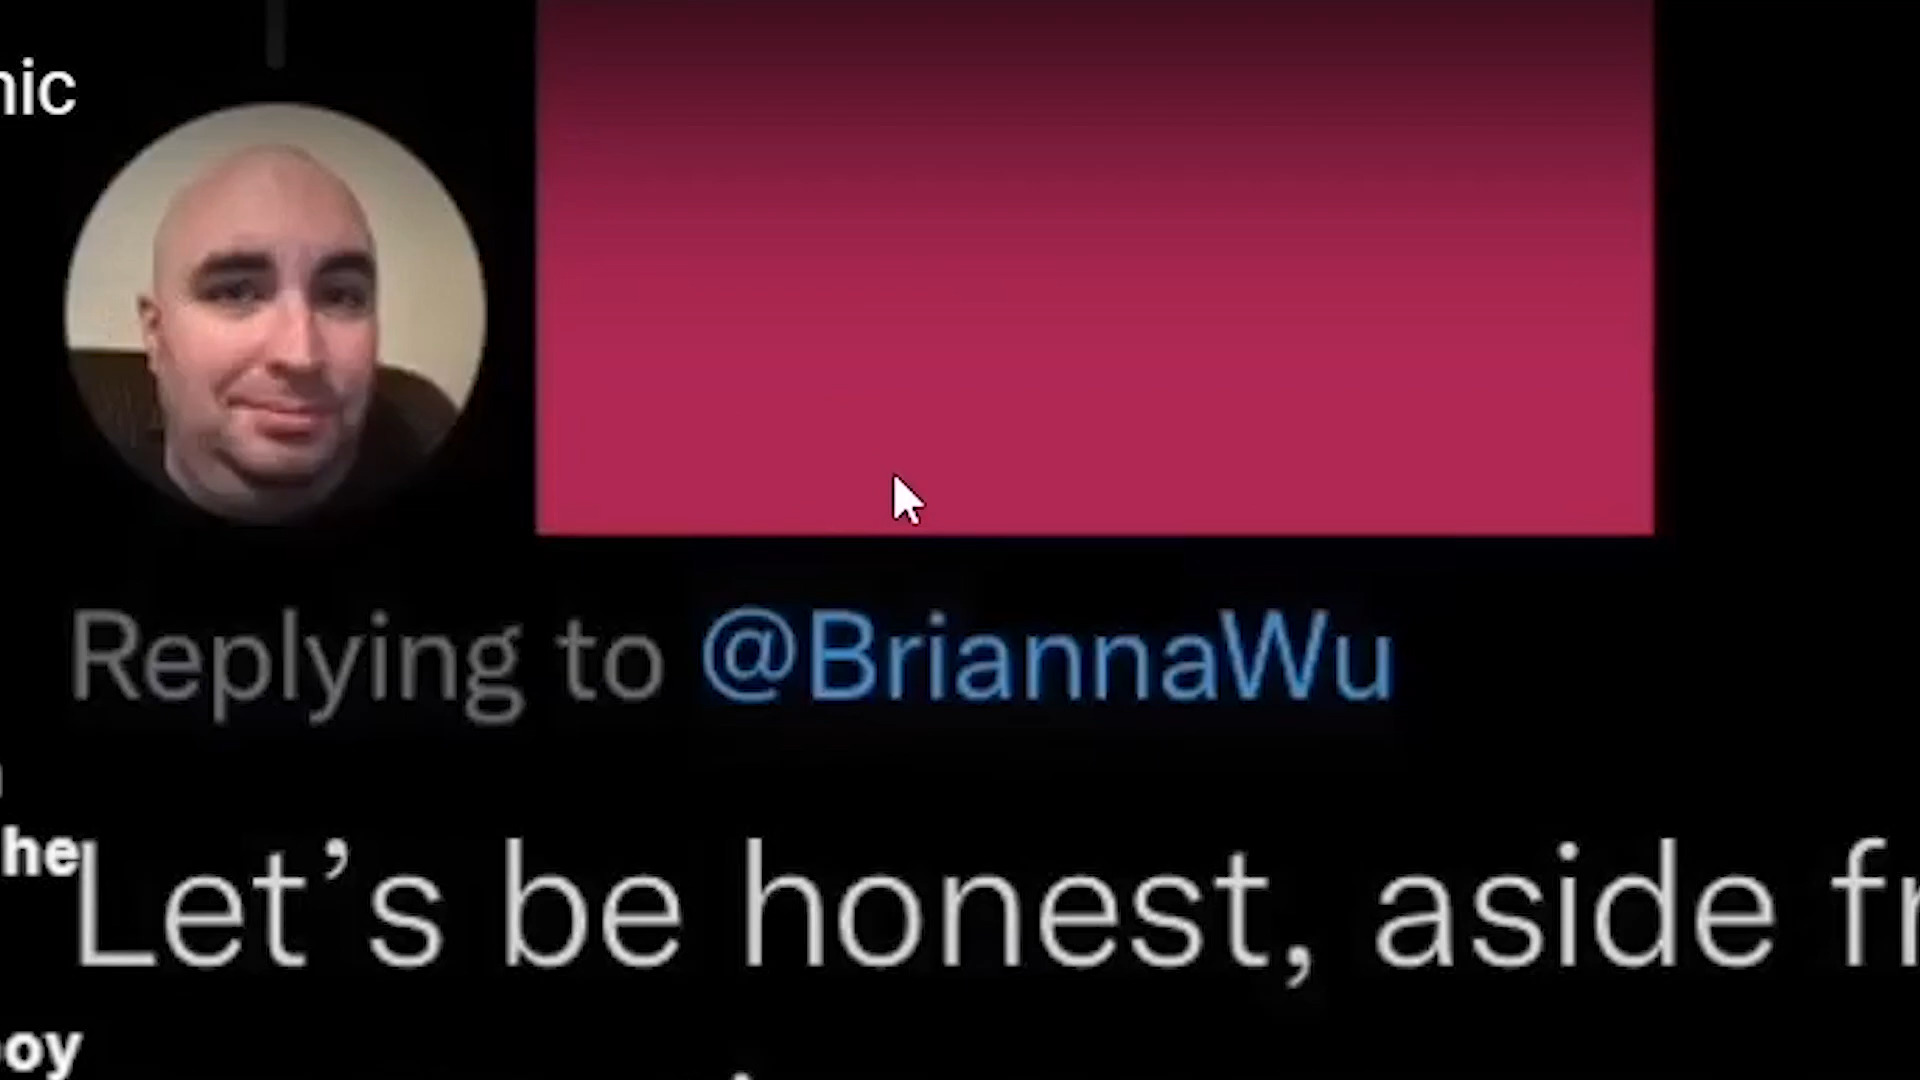 nic
Replying to @BriannaWu
he
Let’s be honest, aside fr
oy